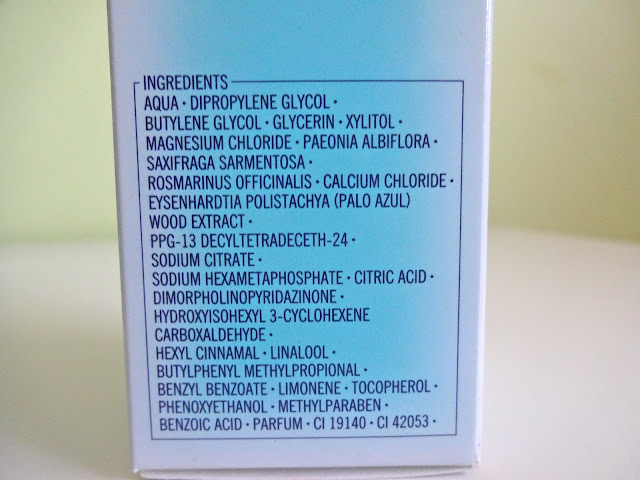 INGREDIENTS
AQUA • DIPROPYLENE GLYCOL •
BUTYLENE GLYCOL • GLYCERIN • XYLITOL •
MAGNESIUM CHLORIDE • PAEONIA ALBIFLORA •
SAXIFRAGA SARMENTOSA •
ROSMARINUS OFFICINALIS • CALCIUM CHLORIDE •
EYSENHARDTIA POLISTACHYA (PALO AZUL)
WOOD EXTRACT •
PPG-13 DECYLTETRADECETH-24 •
SODIUM CITRATE •
SODIUM HEXAMETAPHOSPHATE • CITRIC ACID •
DIMORPHOLINOPYRIDAZINONE •
HYDROXYISOHEXYL 3-CYCLOHEXENE
CARBOXALDEHYDE •
HEXYL CINNAMAL • LINALOOL •
BUTYLPHENYL METHYLPROPIONAL •
BENZYL BENZOATE • LIMONENE • TOCOPHEROL •
PHENOXYETHANOL • METHYLPARABEN •
BENZOIC ACID • PARFUM • CI 19140 • CI 42053 •